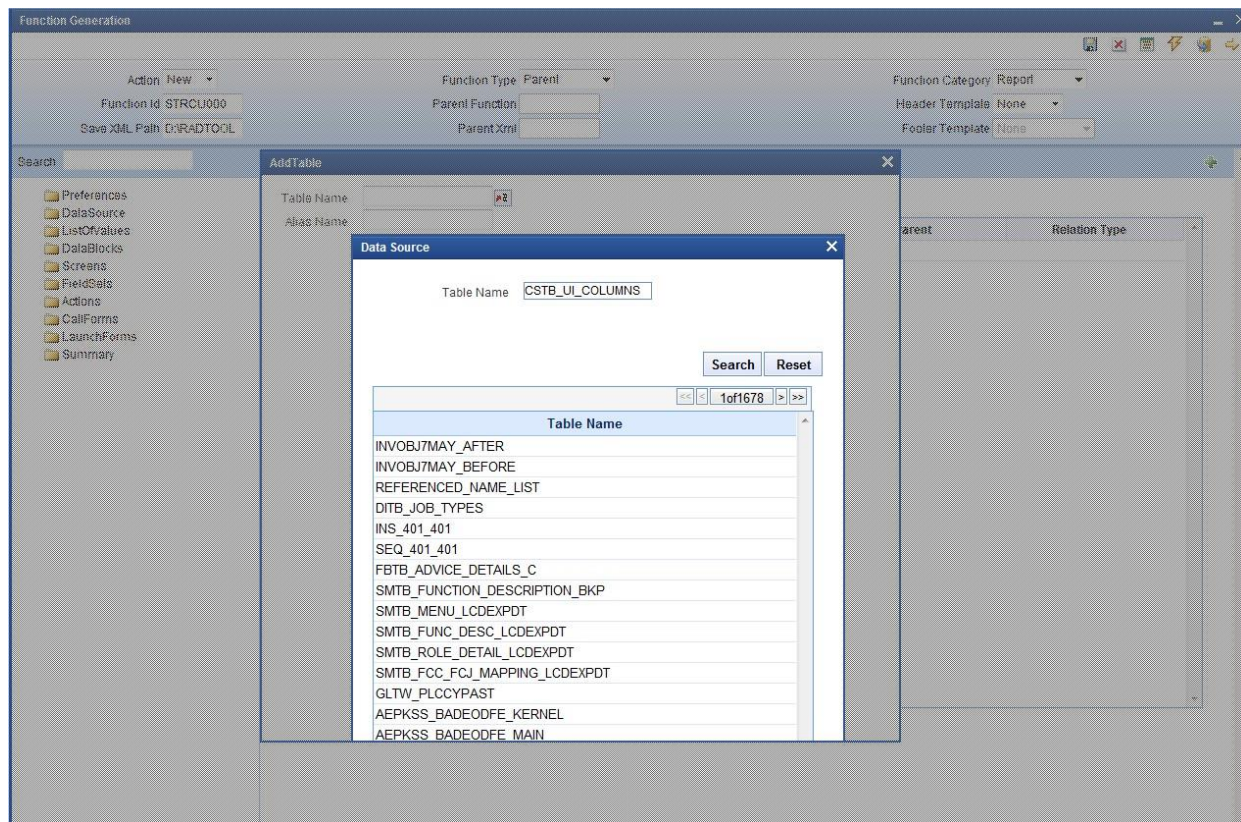 Function Generation
Action New Function Type Parent Function Category Report
Function Id STRCU000 Parent Function Header Template None
Save XML Path D:\RADTOOL Parent Xml Footer Template None
Search AddTable
Preferences
DataSource
ListOfValues
DataBlocks
Screens
FieldSets
Actions
CallForms
LaunchForms
Summary
Table Name
Alias Name
arent Relation Type
Data Source
Table Name CSTB_UI_COLUMNS
Search Reset
<< < 1of1678 > >>
Table Name
INVOBJ7MAY_AFTER
INVOBJ7MAY_BEFORE
REFERENCED_NAME_LIST
DITB_JOB_TYPES
INS_401_401
SEQ_401_401
FBTB_ADVICE_DETAILS_C
SMTB_FUNCTION_DESCRIPTION_BKP
SMTB_MENU_LCDEXPDT
SMTB_FUNC_DESC_LCDEXPDT
SMTB_ROLE_DETAIL_LCDEXPDT
SMTB_FCC_FCJ_MAPPING_LCDEXPDT
GLTW_PLCCYPAST
AEPKSS_BADEODFE_KERNEL
AEPKSS_BADEODFE_MAIN